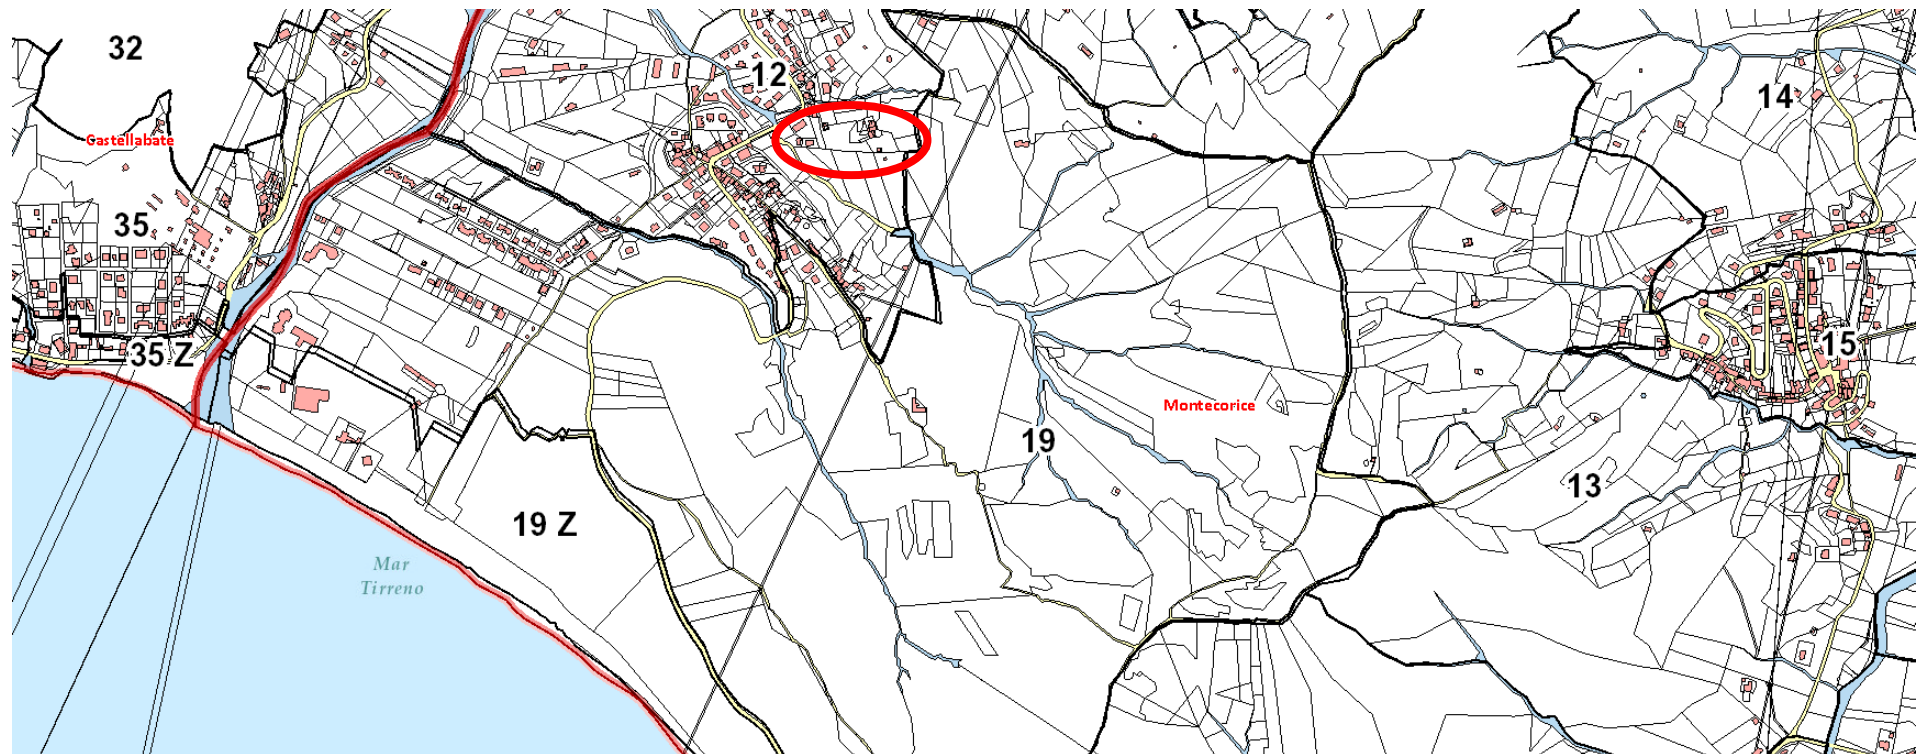 32
12
14
Castellabate
35
35 Z
15
Montecorice
19
13
19 Z
Mar
Tirreno